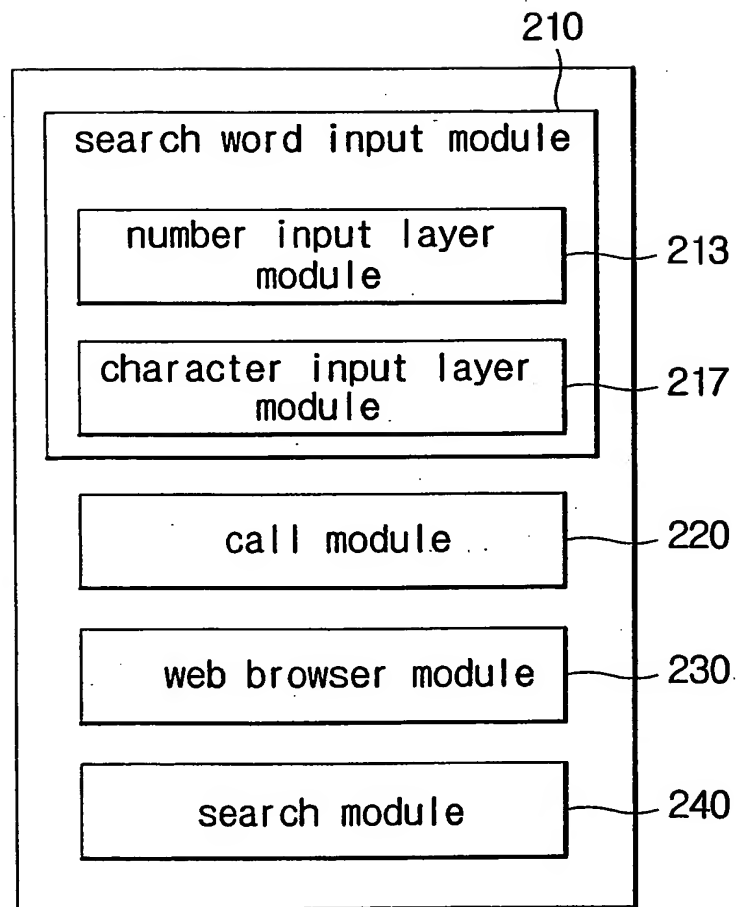 210
search word input module
number input layer
module
213
character input layer
module
217
call module
220
web browser module
230
search module
240